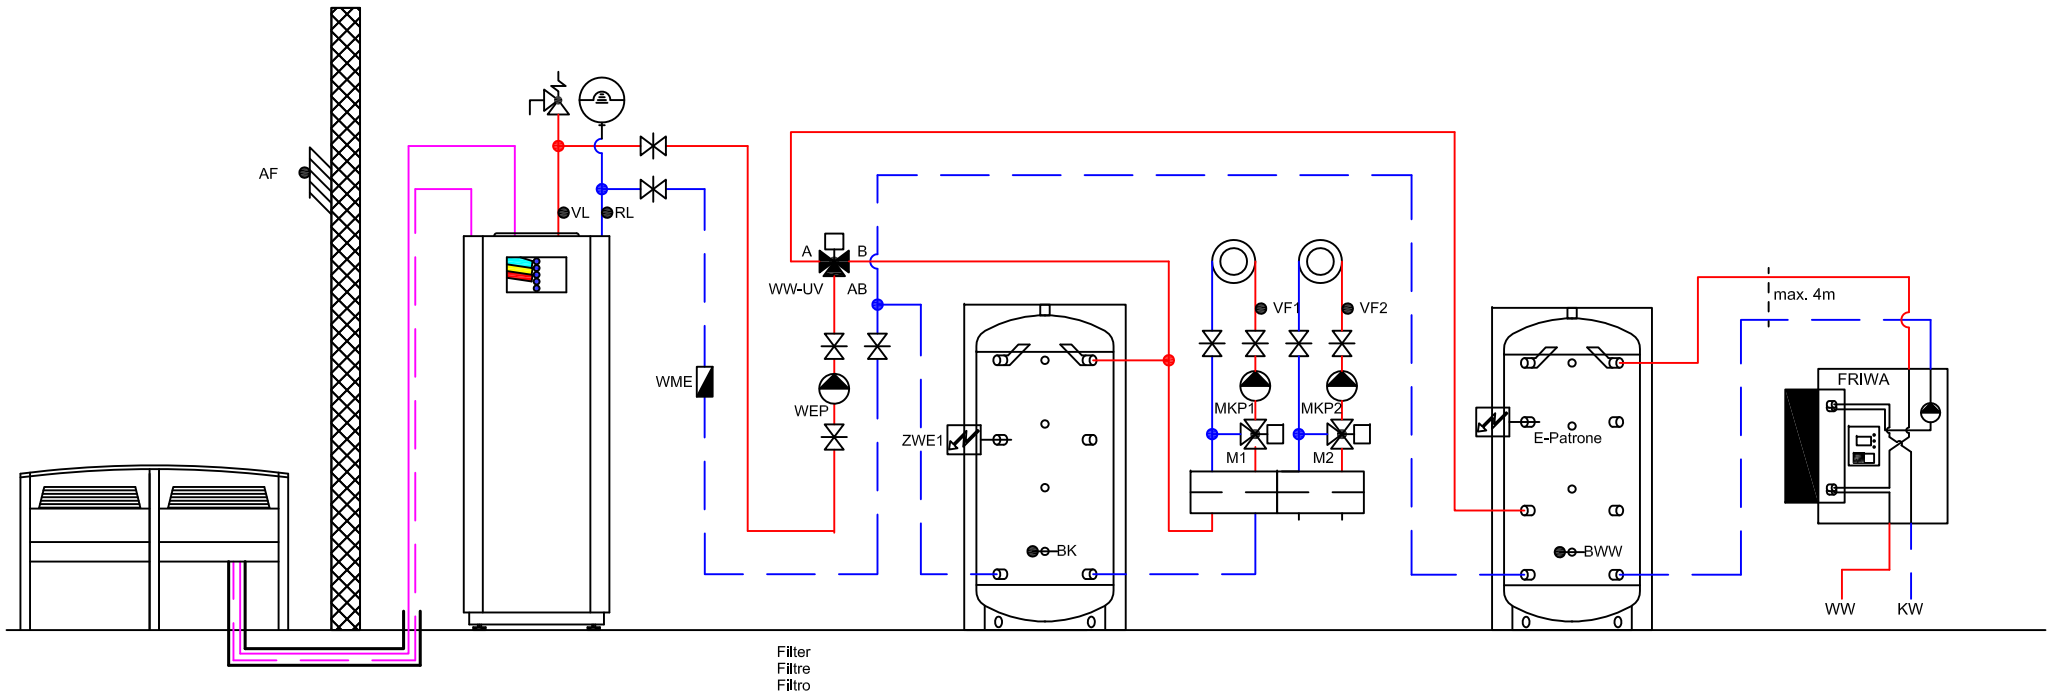 AF
VL
RL
A
B
WW-UV
AB
VF1
VF2
max. 4m
WME
FRIWA
WEP
MKP1
MKP2
ZWE1
E-Patrone
M1
M2
BK
BWW
WW
KW
Filter
Filtre
Filtro